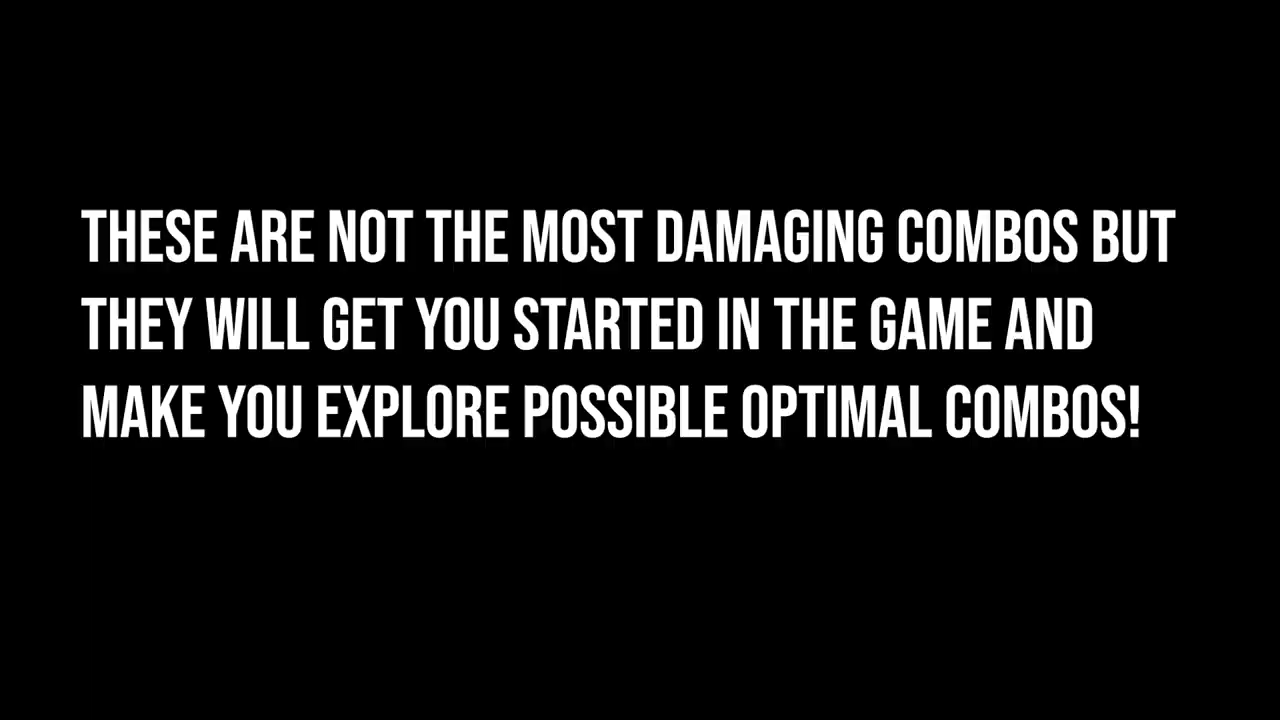 THESE ARE NOT THE MOST DAMAGING COMBOS BUT
THEY WILL GET YOU STARTED IN THE GAME AND
MAKE YOU EXPLORE POSSIBLE OPTIMAL COMBOS!